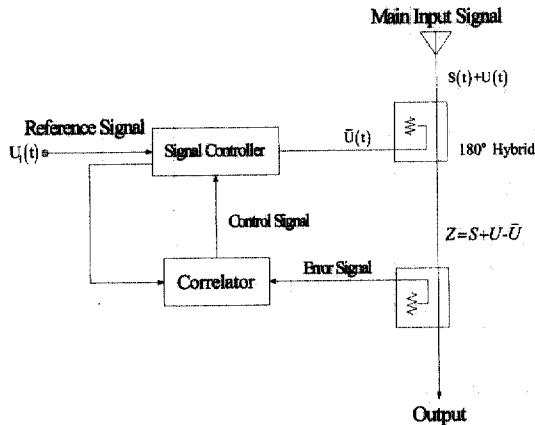 Main Input Signal
S(t)+U(t)
Reference Signal
U₁(t)
Signal Controller
Ū(t)
180° Hybrid
Control Signal
Z=S+U-Ū
Correlator
Error Signal
Output